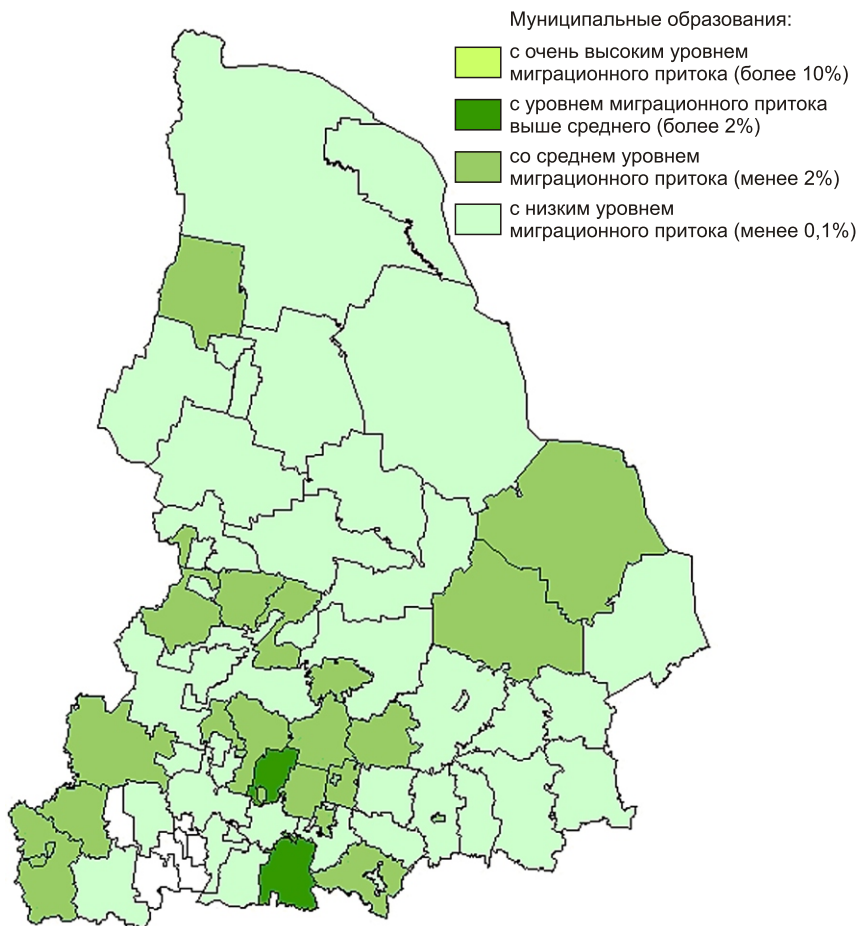 Муниципальные образования:
с очень высоким уровнем
миграционного притока (более 10%)
с уровнем миграционного притока
выше среднего (более 2%)
со среднем уровнем
миграционного притока (менее 2%)
с низким уровнем
миграционного притока (менее 0,1%)